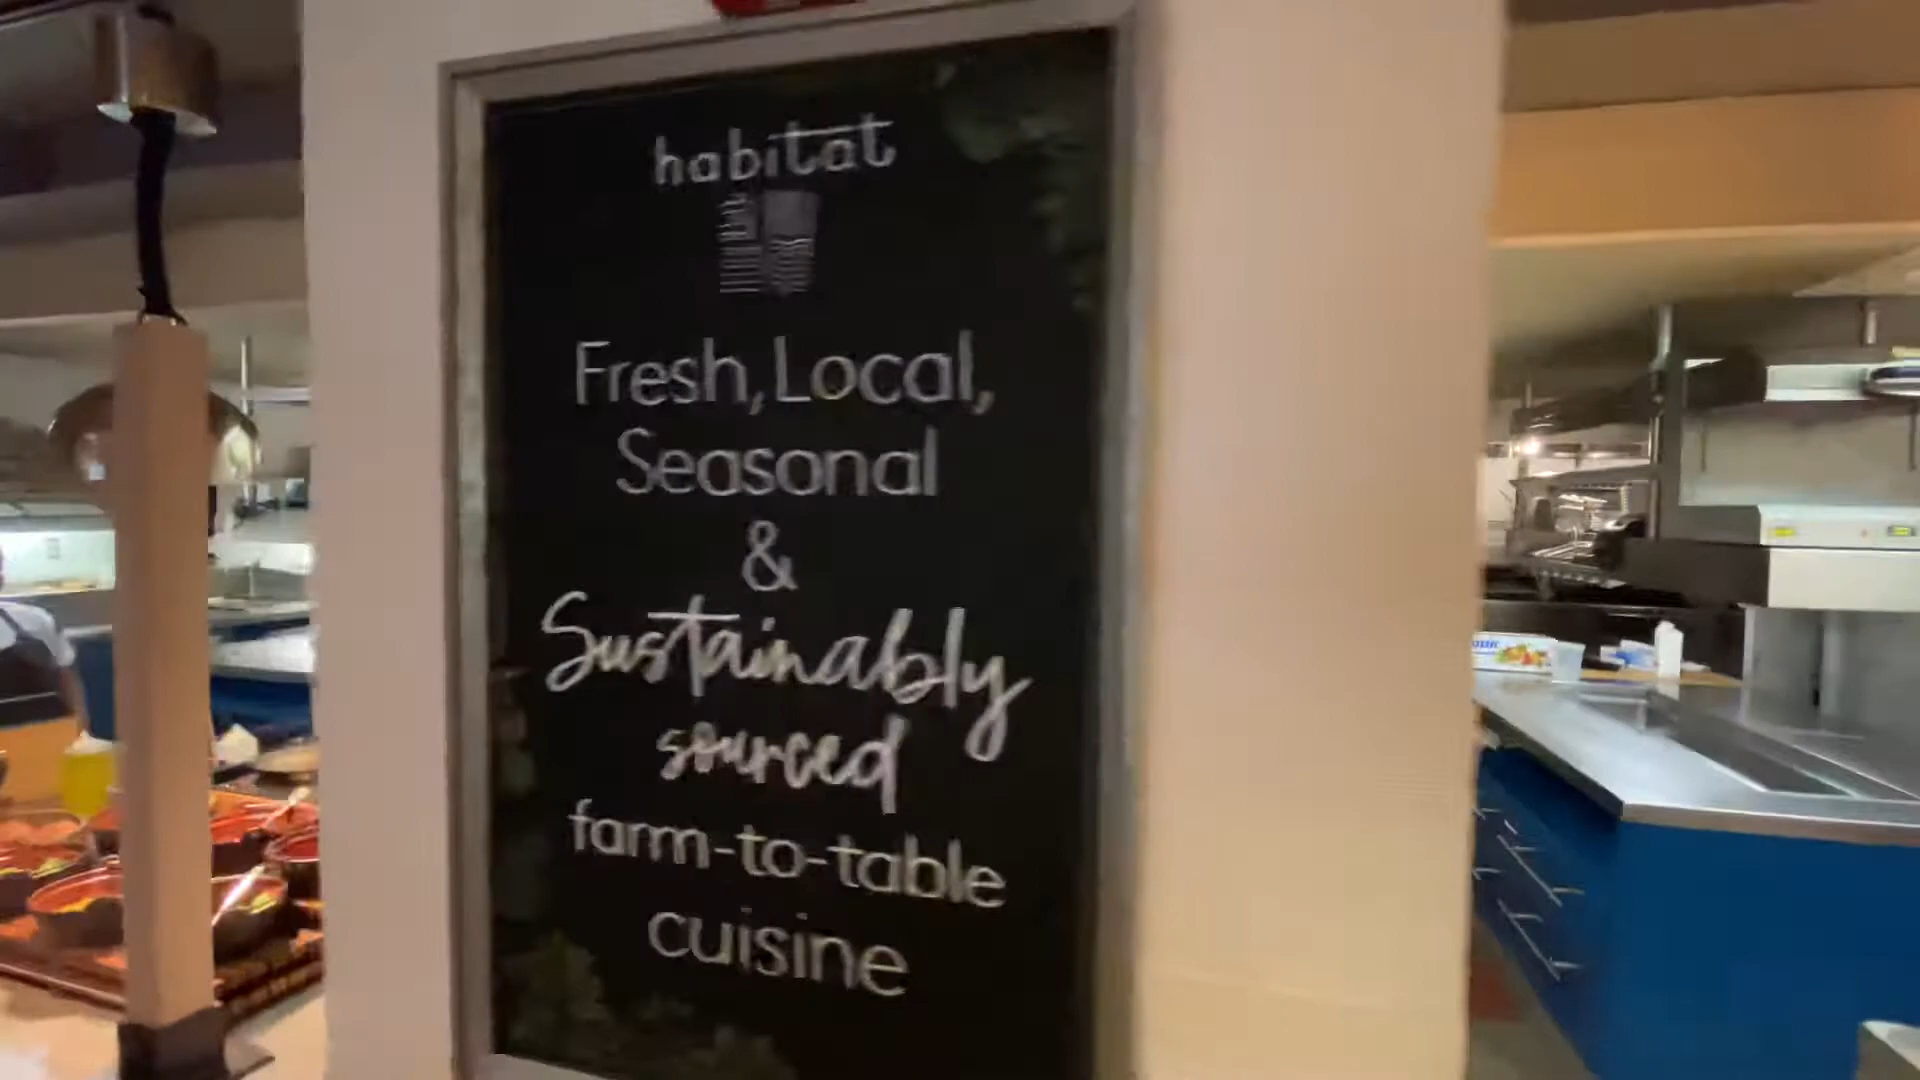 habitat
Fresh, Local,
Seasonal
&
Sustainably
sourced
farm-to-table
cuisine